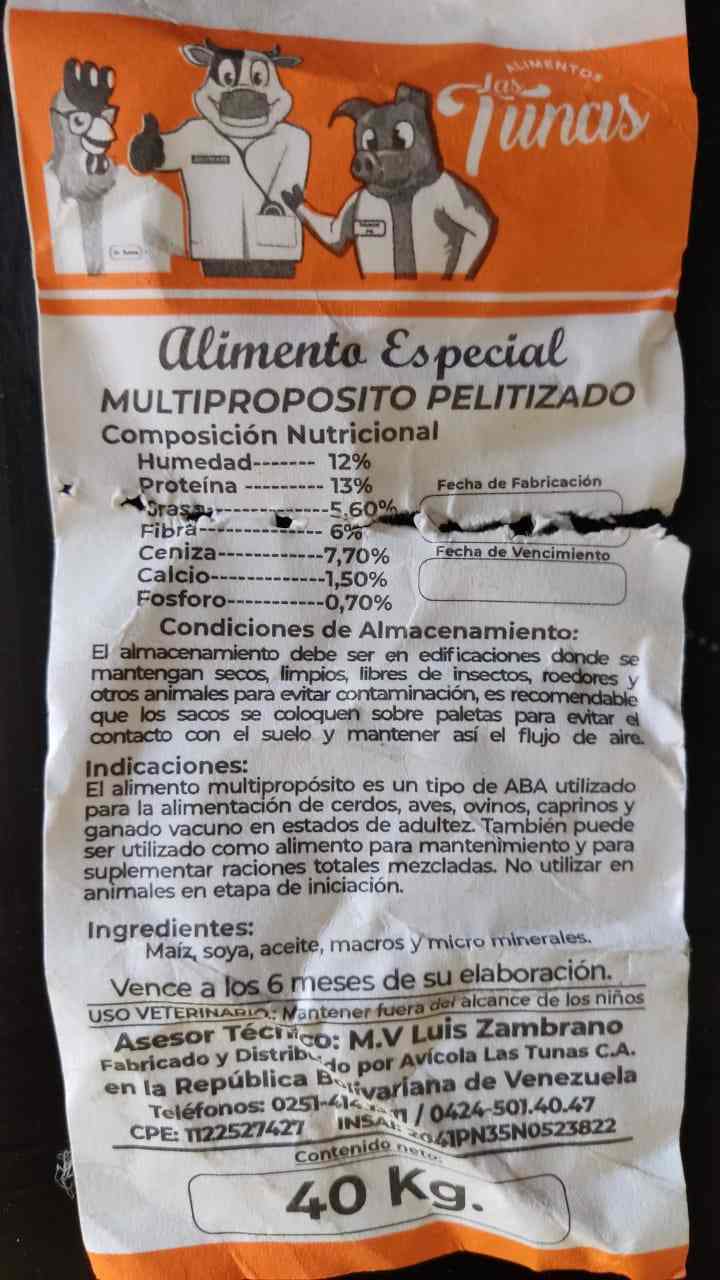 ALIMENTOS
Las
Tunas
Alimento Especial
MULTIPROPOSITO PELITIZADO
Composición Nutricional
Humedad------- 12%
Proteína --------- 13%
Grasa--------------5,60%
Fecha de Fabricación
Fibra-------------- 6%
Ceniza------------7,70%
Fecha de Vencimiento
Calcio-------------1,50%
Fosforo-----------0,70%
Condiciones de Almacenamiento:
El almacenamiento debe ser en edificaciones donde se
mantengan secos, limpios, libres de insectos, roedores y
otros animales para evitar contaminación, es recomendable
que los sacos se coloquen sobre paletas para evitar el
contacto con el suelo y mantener así el flujo de aire.
Indicaciones:
El alimento multipropósito es un tipo de ABA utilizado
para la alimentación de cerdos, aves, ovinos, caprinos y
ganado vacuno en estados de adultez. También puede
ser utilizado como alimento para mantenimiento y para
suplementar raciones totales mezcladas. No utilizar en
animales en etapa de iniciación.
Ingredientes:
Maíz, soya, aceite, macros y micro minerales.
Vence a los 6 meses de su elaboración.
USO VETERINARIO.: Mantener fuera del alcance de los niños
Asesor Técnico: M.V Luis Zambrano
Fabricado y Distribuido por Avícola Las Tunas C.A.
en la República Bolivariana de Venezuela
Teléfonos: / 0424-501.40.47
CPE: 1122527427
Contenido neto:
40 Kg.